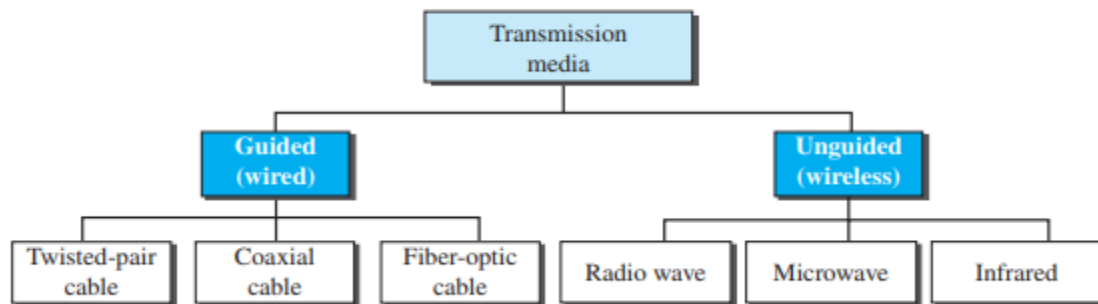 Transmission
media
Guided
(wired)
Unguided
(wireless)
Twisted-pair
cable
Coaxial
cable
Fiber-optic
cable
Radio wave
Microwave
Infrared